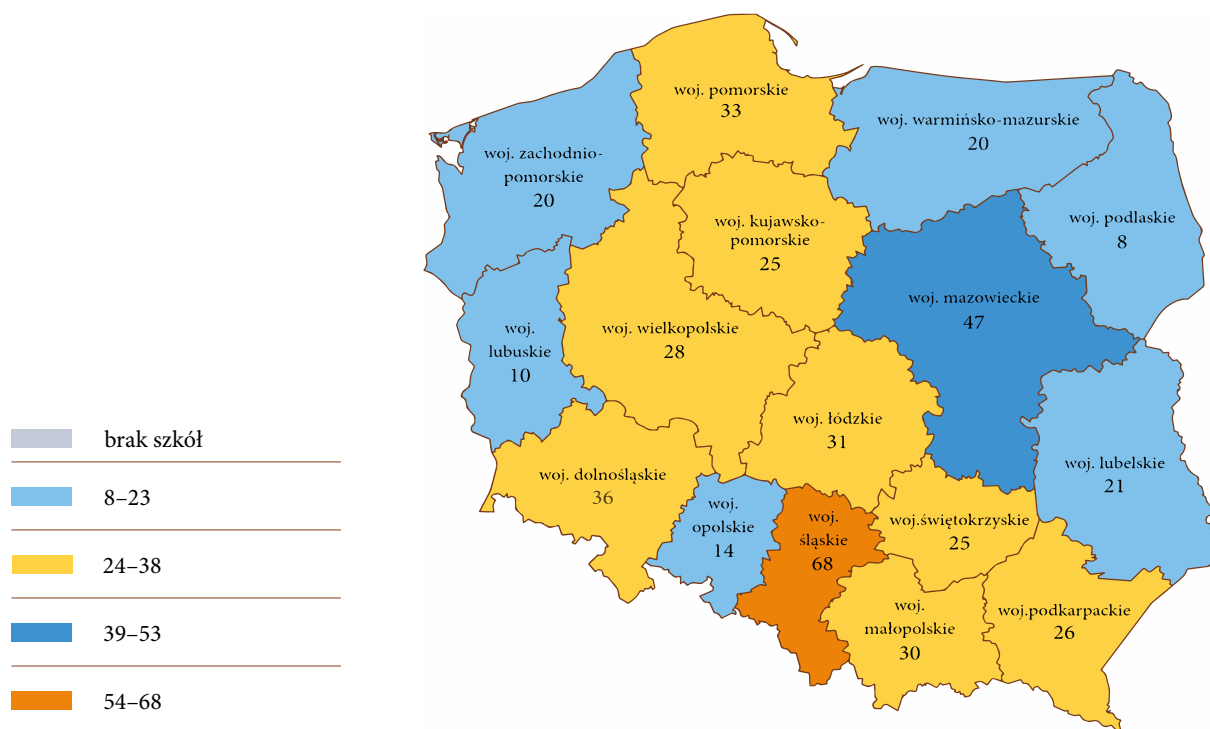 woj. pomorskie
33
woj. warmińsko-mazurskie
20
woj. zachodnio-
pomorskie
20
woj. podlaskie
8
woj. kujawsko-
pomorskie
25
woj. mazowieckie
47
woj.
lubuskie
10
woj. wielkopolskie
28
woj. łódzkie
31
woj. lubelskie
21
woj. dolnośląskie
36
woj.
opolskie
14
woj.
śląskie
68
woj.świętokrzyskie
25
woj.
małopolskie
30
woj.podkarpackie
26
brak szkół
8–23
24–38
39–53
54–68